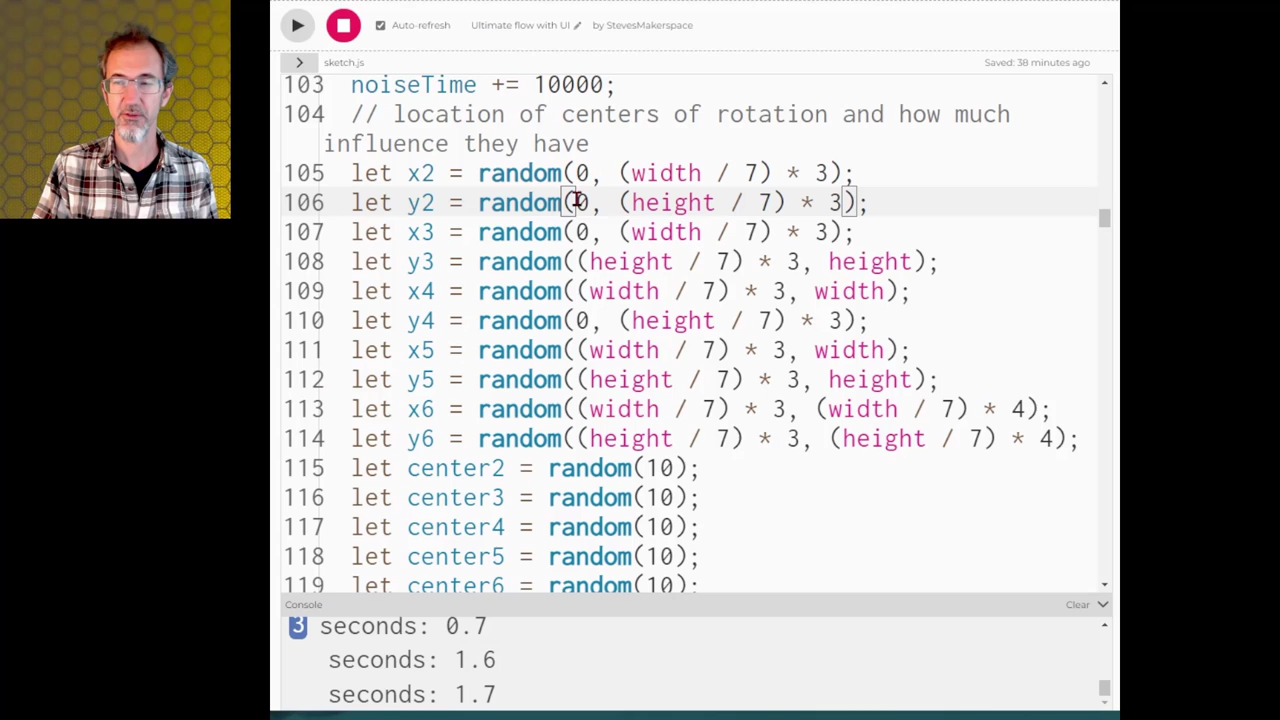 Auto-refresh Ultimate flow with UI by StevesMakerspace
sketch.js Saved: 38 minutes ago
103 noiseTime += 10000;
104 // location of centers of rotation and how much
influence they have
105 let x2 = random(0, (width / 7) * 3);
106 let y2 = random(0, (height / 7) * 3);
107 let x3 = random(0, (width / 7) * 3);
108 let y3 = random((height / 7) * 3, height);
109 let x4 = random((width / 7) * 3, width);
110 let y4 = random(0, (height / 7) * 3);
111 let x5 = random((width / 7) * 3, width);
112 let y5 = random((height / 7) * 3, height);
113 let x6 = random((width / 7) * 3, (width / 7) * 4);
114 let y6 = random((height / 7) * 3, (height / 7) * 4);
115 let center2 = random(10);
116 let center3 = random(10);
117 let center4 = random(10);
118 let center5 = random(10);
119 let center6 = random(10);
Console Clear
3 seconds: 0.7
seconds: 1.6
seconds: 1.7